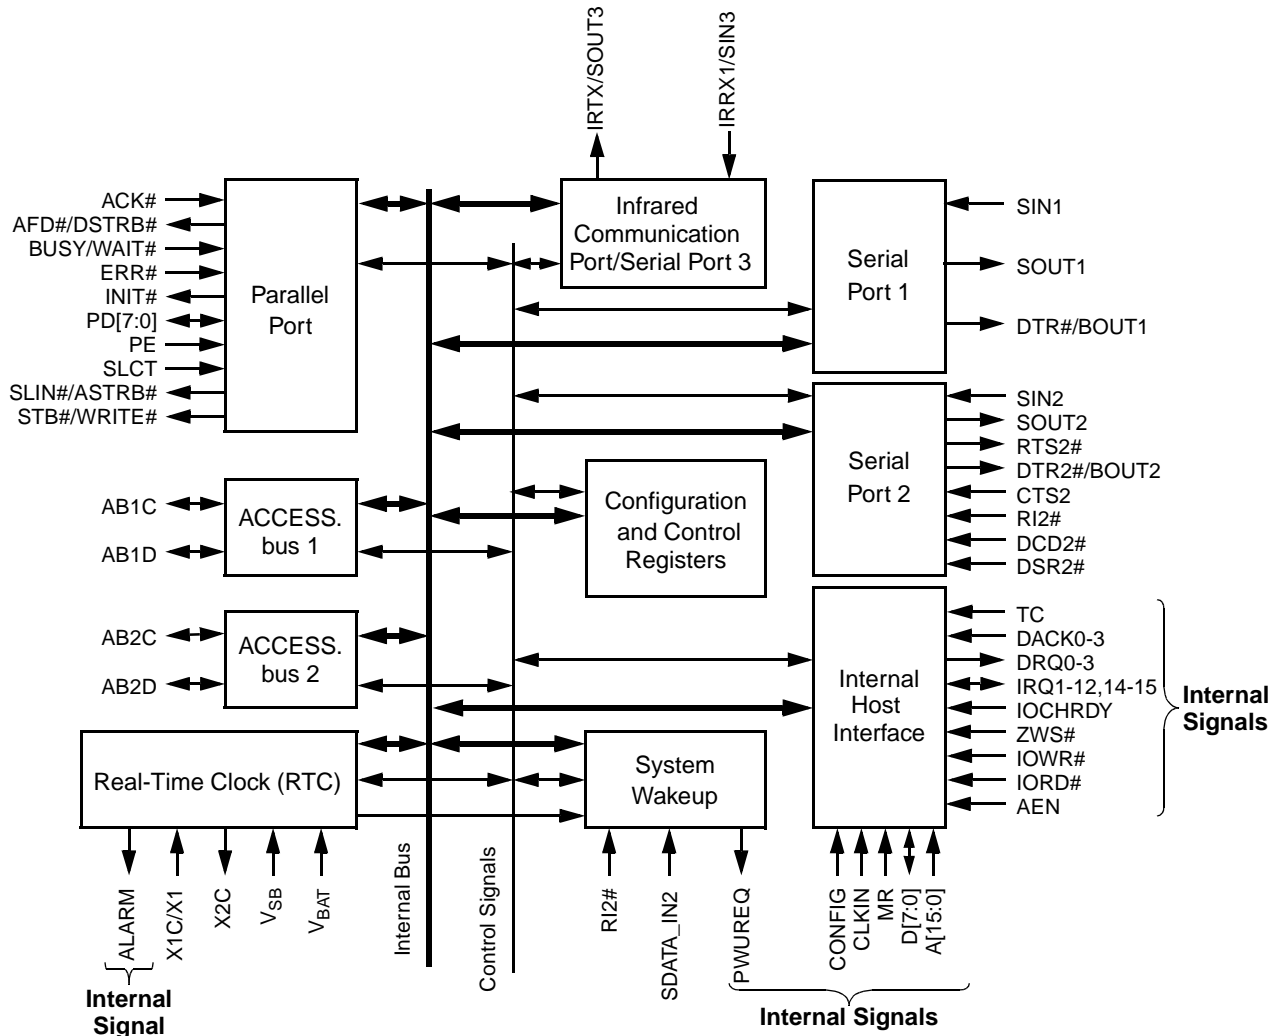 IRTX/SOUT3
IRRX1/SIN3
ACK#
AFD#/DSTRB#
BUSY/WAIT#
ERR#
INIT#
PD[7:0]
PE
SLCT
SLIN#/ASTRB#
STB#/WRITE#
Parallel
Port
Infrared
Communication
Port/Serial Port 3
Serial
Port 1
SIN1
SOUT1
DTR#/BOUT1
Serial
Port 2
SIN2
SOUT2
RTS2#
DTR2#/BOUT2
CTS2
RI2#
DCD2#
DSR2#
AB1C
AB1D
ACCESS.
bus 1
Configuration
and Control
Registers
AB2C
AB2D
ACCESS.
bus 2
Internal
Host
Interface
TC
DACK0-3
DRQ0-3
IRQ1-12,14-15
IOCHRDY
ZWS#
IOWR#
IORD#
AEN
Internal
Signals
Real-Time Clock (RTC)
System
Wakeup
ALARM
X1C/X1
X2C
VSB
VBAT
Internal Bus
Control Signals
RI2#
SDATA_IN2
PWUREQ
CONFIG
CLKIN
MR
D[7:0]
A[15:0]
Internal
Signal
Internal Signals